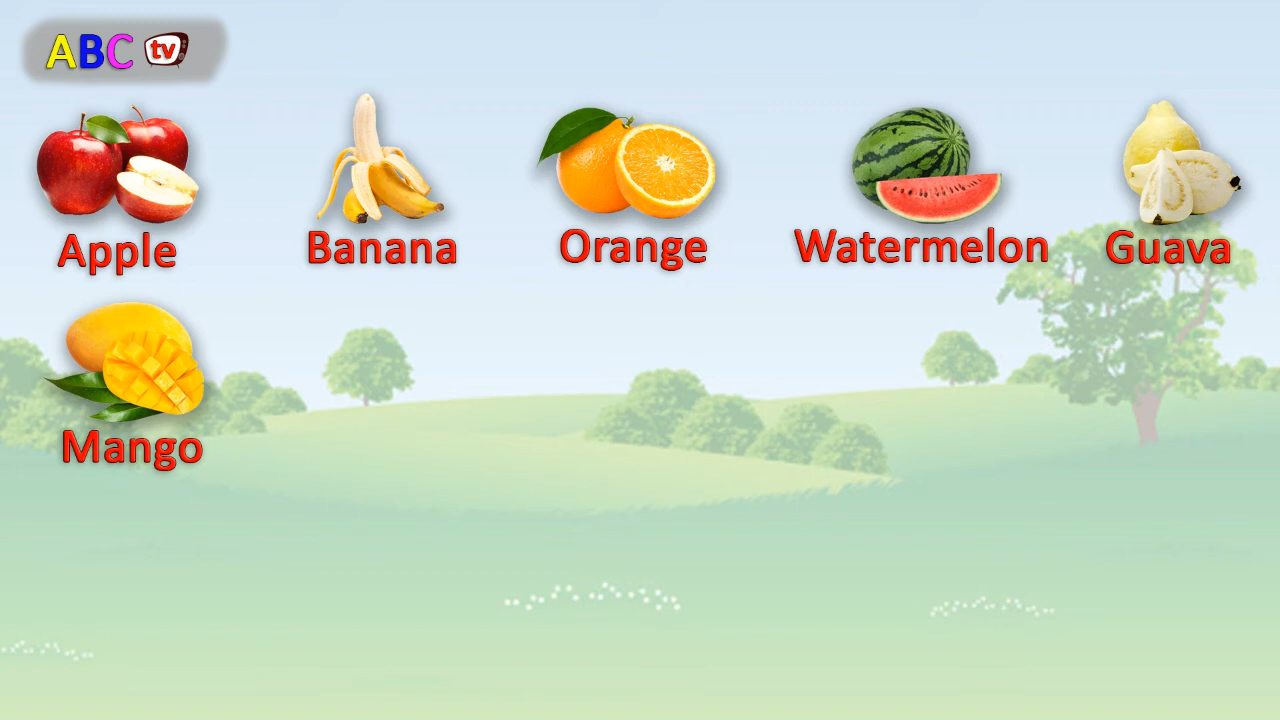 ABC tv
Apple
Banana
Orange
Watermelon
Guava
Mango